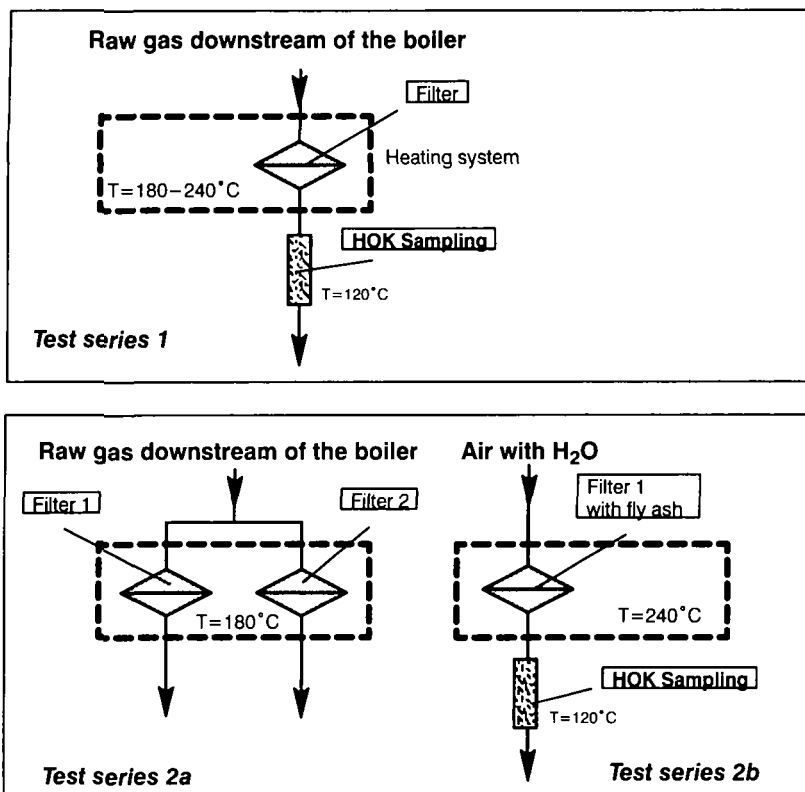 Raw gas downstream of the boiler
Filter
Heating system
T=180-240°C
HOK Sampling
T=120°C
Test series 1
Raw gas downstream of the boiler
Air with H₂O
Filter 1
Filter 2
Filter 1
with fly ash
T=180°C
T=240°C
HOK Sampling
T=120°C
Test series 2a
Test series 2b